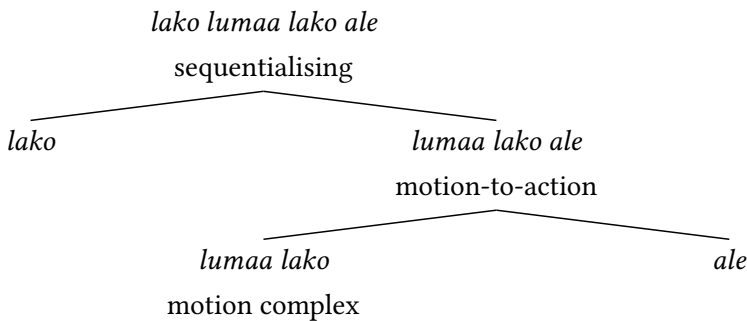 lako lumaa lako ale
sequentialising
lako
lumaa lako ale
motion-to-action
lumaa lako
ale
motion complex